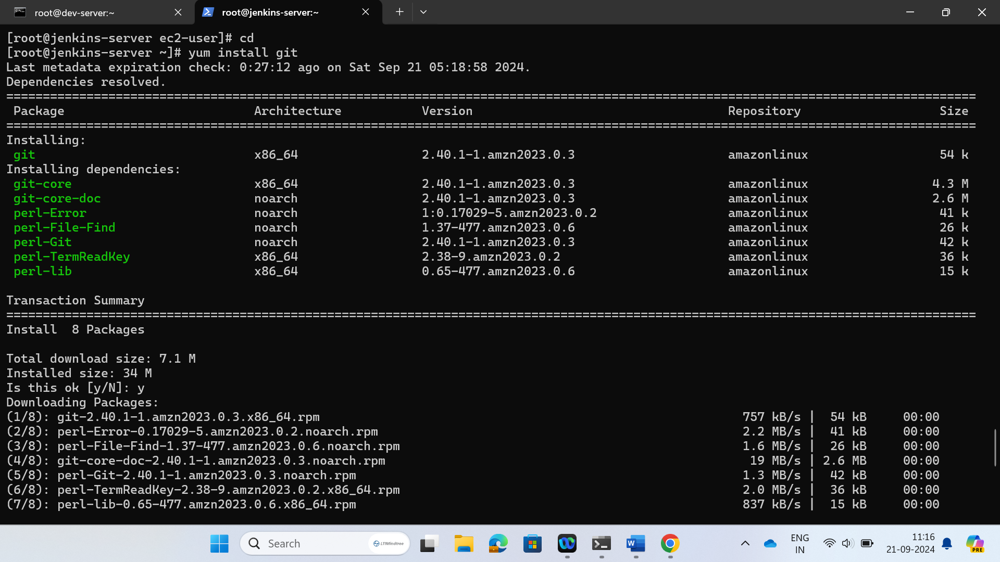 root@dev-server:~
root@jenkins-server:~
[root@jenkins-server ec2-user]# cd
[root@jenkins-server ~]# yum install git
Last metadata expiration check: 0:27:12 ago on Sat Sep 21 05:18:58 2024.
Dependencies resolved.
=====================================================================================================================================
Package Architecture Version Repository Size
=====================================================================================================================================
Installing:
git x86_64 2.40.1-1.amzn2023.0.3 amazonlinux 54 k
Installing dependencies:
git-core x86_64 2.40.1-1.amzn2023.0.3 amazonlinux 4.3 M
git-core-doc noarch 2.40.1-1.amzn2023.0.3 amazonlinux 2.6 M
perl-Error noarch 1:0.17029-5.amzn2023.0.2 amazonlinux 41 k
perl-File-Find noarch 1.37-477.amzn2023.0.6 amazonlinux 26 k
perl-Git noarch 2.40.1-1.amzn2023.0.3 amazonlinux 42 k
perl-TermReadKey x86_64 2.38-9.amzn2023.0.2 amazonlinux 36 k
perl-lib x86_64 0.65-477.amzn2023.0.6 amazonlinux 15 k
Transaction Summary
=====================================================================================================================================
Install 8 Packages
Total download size: 7.1 M
Installed size: 34 M
Is this ok [y/N]: y
Downloading Packages:
(1/8): git-2.40.1-1.amzn2023.0.3.x86_64.rpm 757 kB/s | 54 kB 00:00
(2/8): perl-Error-0.17029-5.amzn2023.0.2.noarch.rpm 2.2 MB/s | 41 kB 00:00
(3/8): perl-File-Find-1.37-477.amzn2023.0.6.noarch.rpm 1.6 MB/s | 26 kB 00:00
(4/8): git-core-doc-2.40.1-1.amzn2023.0.3.noarch.rpm 19 MB/s | 2.6 MB 00:00
(5/8): perl-Git-2.40.1-1.amzn2023.0.3.noarch.rpm 1.3 MB/s | 42 kB 00:00
(6/8): perl-TermReadKey-2.38-9.amzn2023.0.2.x86_64.rpm 2.0 MB/s | 36 kB 00:00
(7/8): perl-lib-0.65-477.amzn2023.0.6.x86_64.rpm 837 kB/s | 15 kB 00:00
Search
LTIMindtree
W
ENG
IN
11:16
21-09-2024
PRE